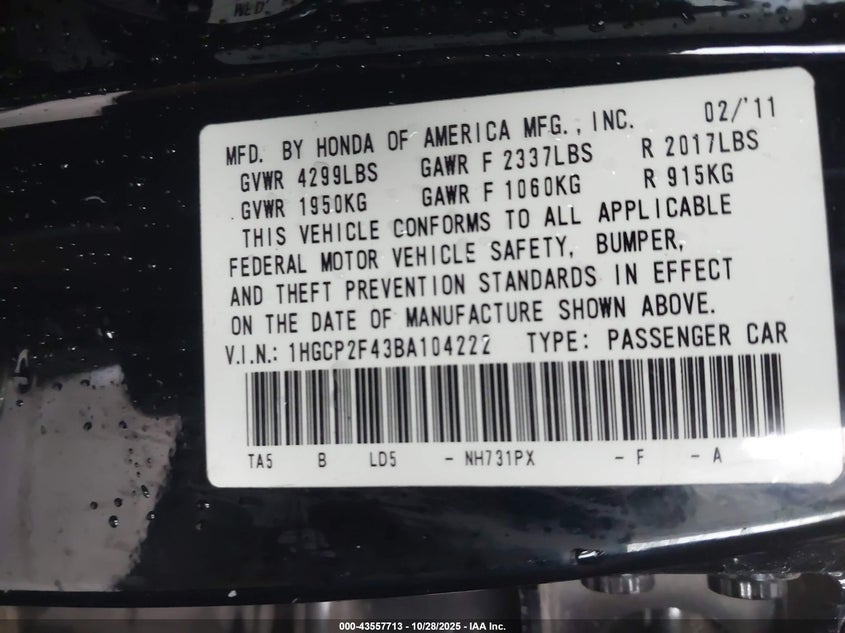 WED
02/'11
MFD. BY HONDA OF AMERICA MFG., INC.
GVWR 4299LBS GAWR F 2337LBS R 2017LBS
GVWR 1950KG GAWR F 1060KG R 915KG
THIS VEHICLE CONFORMS TO ALL APPLICABLE
FEDERAL MOTOR VEHICLE SAFETY, BUMPER,
AND THEFT PREVENTION STANDARDS IN EFFECT
ON THE DATE OF MANUFACTURE SHOWN ABOVE.
V.I.N.: 1HGCP2F43BA104222 TYPE: PASSENGER CAR
TA5 B LD5 - NH731PX - F - A
000-43557713 - 10/28/2025 - IAA Inc.